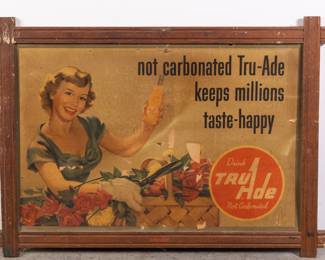 not carbonated Tru-Ade
keeps millions
taste-happy
Drink
TRU
Ade
Not Carbonated